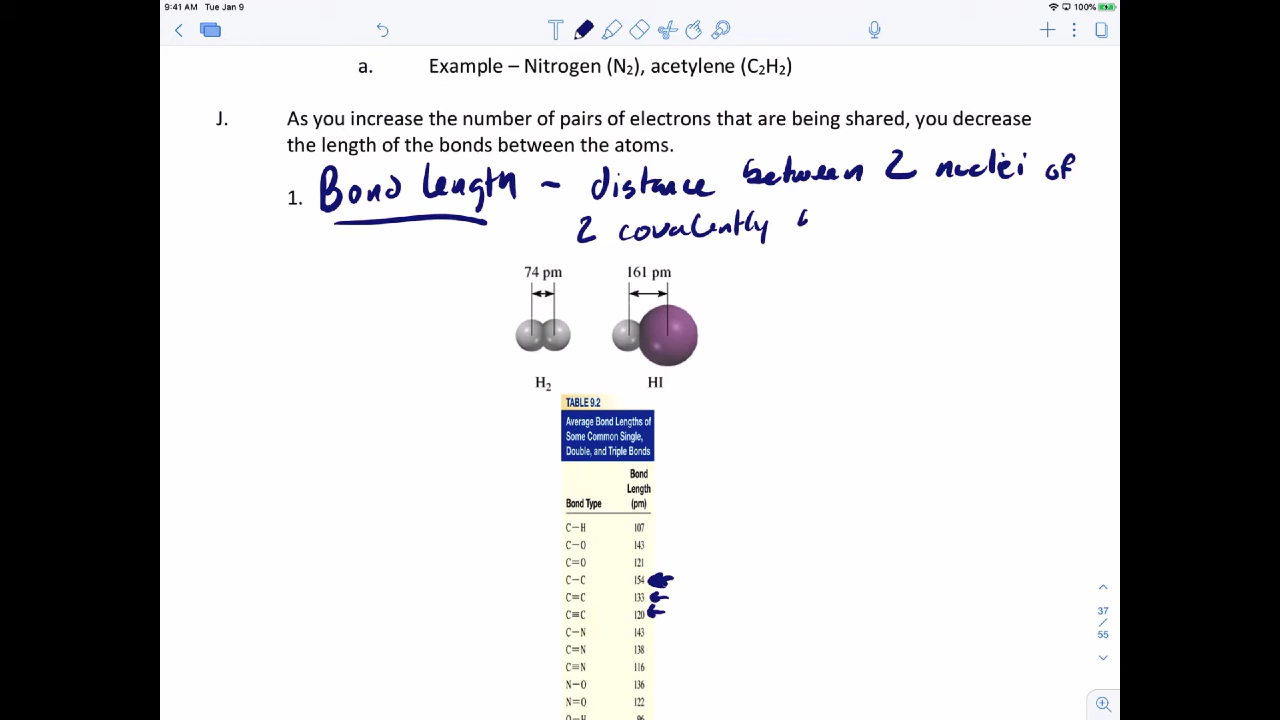 9:41 AM Tue Jan 9
100%
a. Example – Nitrogen (N₂), acetylene (C₂H₂)
J. As you increase the number of pairs of electrons that are being shared, you decrease
the length of the bonds between the atoms.
1. Bond length - distance between 2 nuclei of
2 covalently
74 pm 161 pm
H₂ HI
TABLE 9.2
Average Bond Lengths of
Some Common Single,
Double, and Triple Bonds
Bond
Length
Bond Type (pm)
C−H 107
C−O 143
C=O 121
C−C 154
C=C 133
C≡C 120
C−N 143
C=N 138
C≡N 116
N−O 136
N=O 122
O−H 96
37
/
55